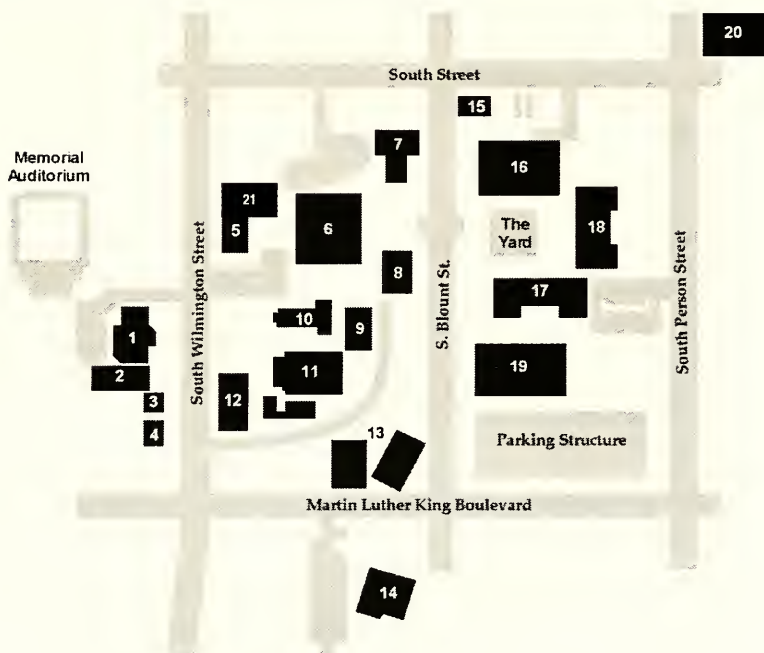 20
South Street
15
7
Memorial
Auditorium
16
21
5
6
The
Yard
18
8
17
10
9
1
2
11
19
3
12
4
13
Parking Structure
Martin Luther King Boulevard
14
South Wilmington Street
S. Blount St.
South Person Street